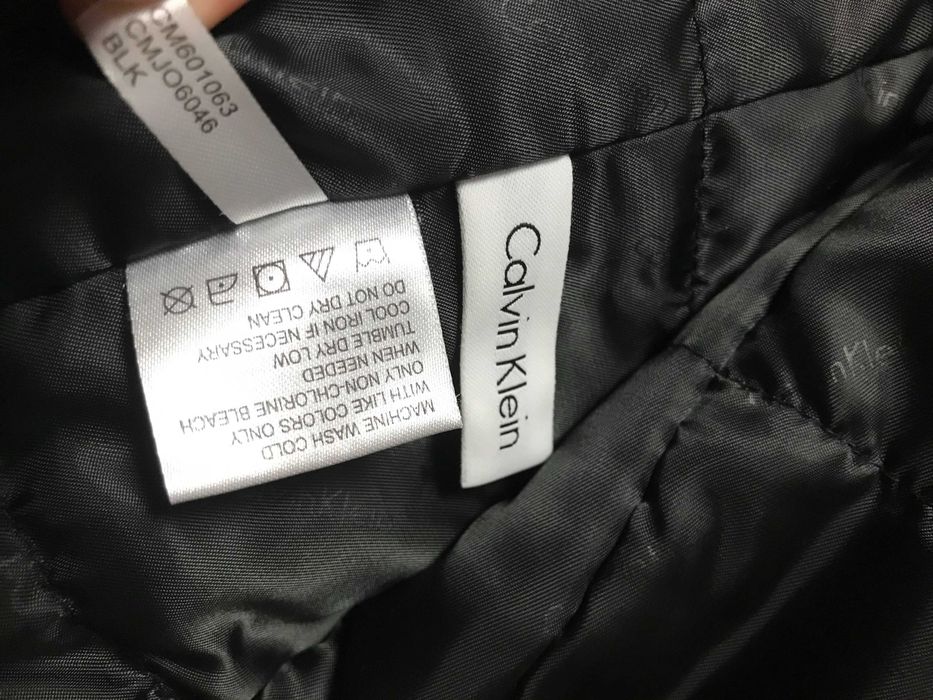 CM601063
CMJO6046
BLK
MACHINE WASH COLD
WITH LIKE COLORS ONLY
ONLY NON-CHLORINE BLEACH
WHEN NEEDED
TUMBLE DRY LOW
COOL IRON IF NECESSARY
DO NOT DRY CLEAN
Calvin Klein